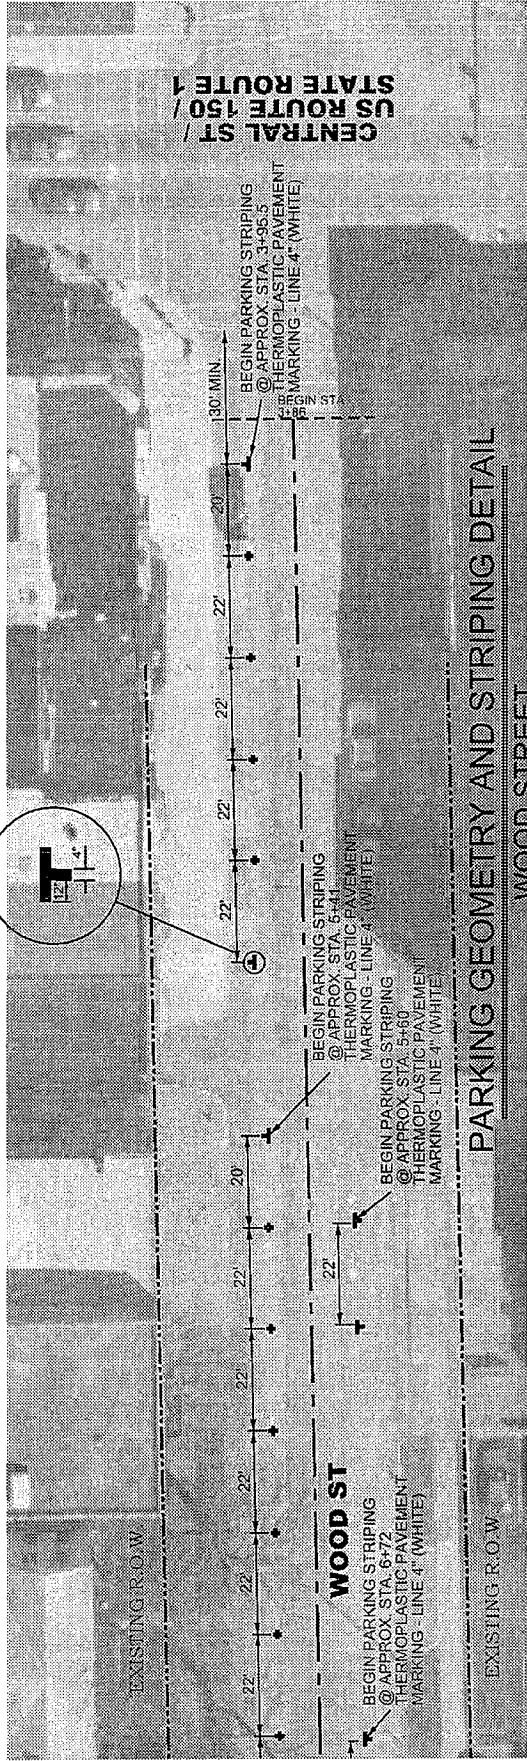 CENTRAL ST /
US ROUTE 150 /
STATE ROUTE 1
BEGIN PARKING STRIPING
@ APPROX. STA. 3+95.5
THERMOPLASTIC PAVEMENT
MARKING - LINE 4" (WHITE)
30' MIN.
BEGIN STA
3+86
20'
22'
22'
22'
22'
12"
4"
BEGIN PARKING STRIPING
@ APPROX. STA. 5+41
THERMOPLASTIC PAVEMENT
MARKING - LINE 4" (WHITE)
20'
22'
22'
22'
22'
22'
BEGIN PARKING STRIPING
@ APPROX. STA. 5+60
THERMOPLASTIC PAVEMENT
MARKING - LINE 4" (WHITE)
22'
WOOD ST
BEGIN PARKING STRIPING
@ APPROX. STA. 6+72
THERMOPLASTIC PAVEMENT
MARKING - LINE 4" (WHITE)
EXISTING R.O.W.
EXISTING R.O.W.
PARKING GEOMETRY AND STRIPING DETAIL
WOOD STREET